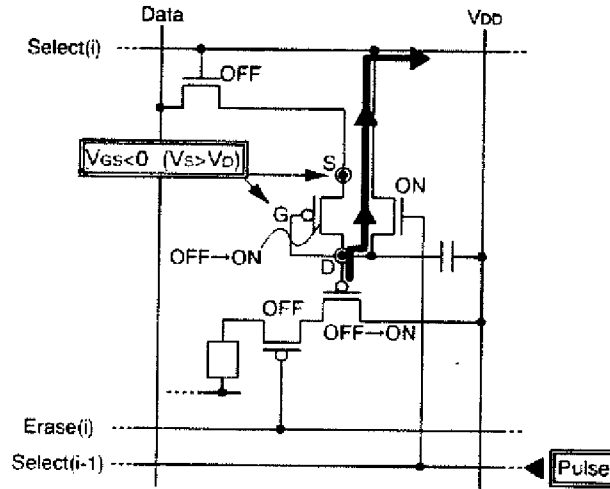 Data
VDD
Select(i)
OFF
VGS<0 (VS>VD)
S
ON
G
OFF→ON
D
OFF
OFF→ON
Erase(i)
Select(i-1)
Pulse